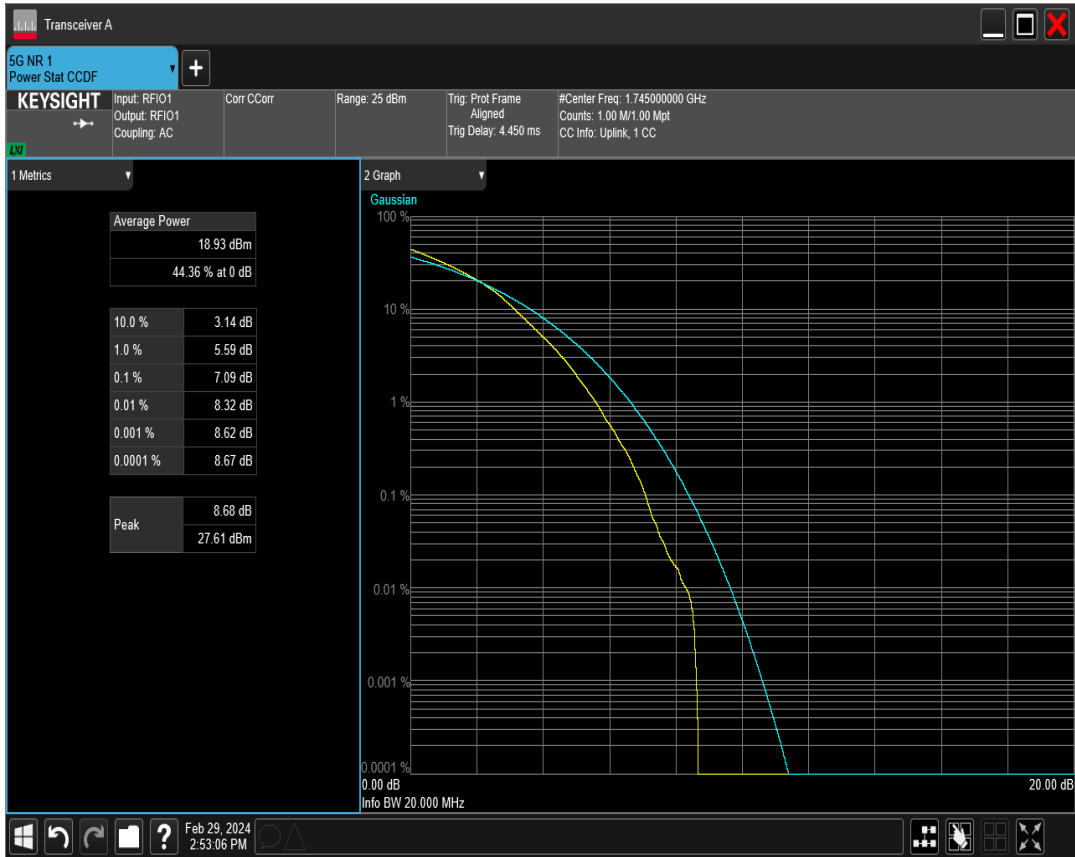 Transceiver A
5G NR 1
Power Stat CCDF
KEYSIGHT
LXI
Input: RFIO1
Output: RFIO1
Coupling: AC
Corr CCorr
Range: 25 dBm
Trig: Prot Frame
Aligned
Trig Delay: 4.450 ms
#Center Freq: 1.745000000 GHz
Counts: 1.00 M/1.00 Mpt
CC Info: Uplink, 1 CC
1 Metrics
Average Power
18.93 dBm
44.36 % at 0 dB
10.0 % 3.14 dB
1.0 % 5.59 dB
0.1 % 7.09 dB
0.01 % 8.32 dB
0.001 % 8.62 dB
0.0001 % 8.67 dB
Peak
8.68 dB
27.61 dBm
2 Graph
Gaussian
100 %
10 %
1 %
0.1 %
0.01 %
0.001 %
0.0001 %
0.00 dB 20.00 dB
Info BW 20.000 MHz
?
Feb 29, 2024
2:53:06 PM